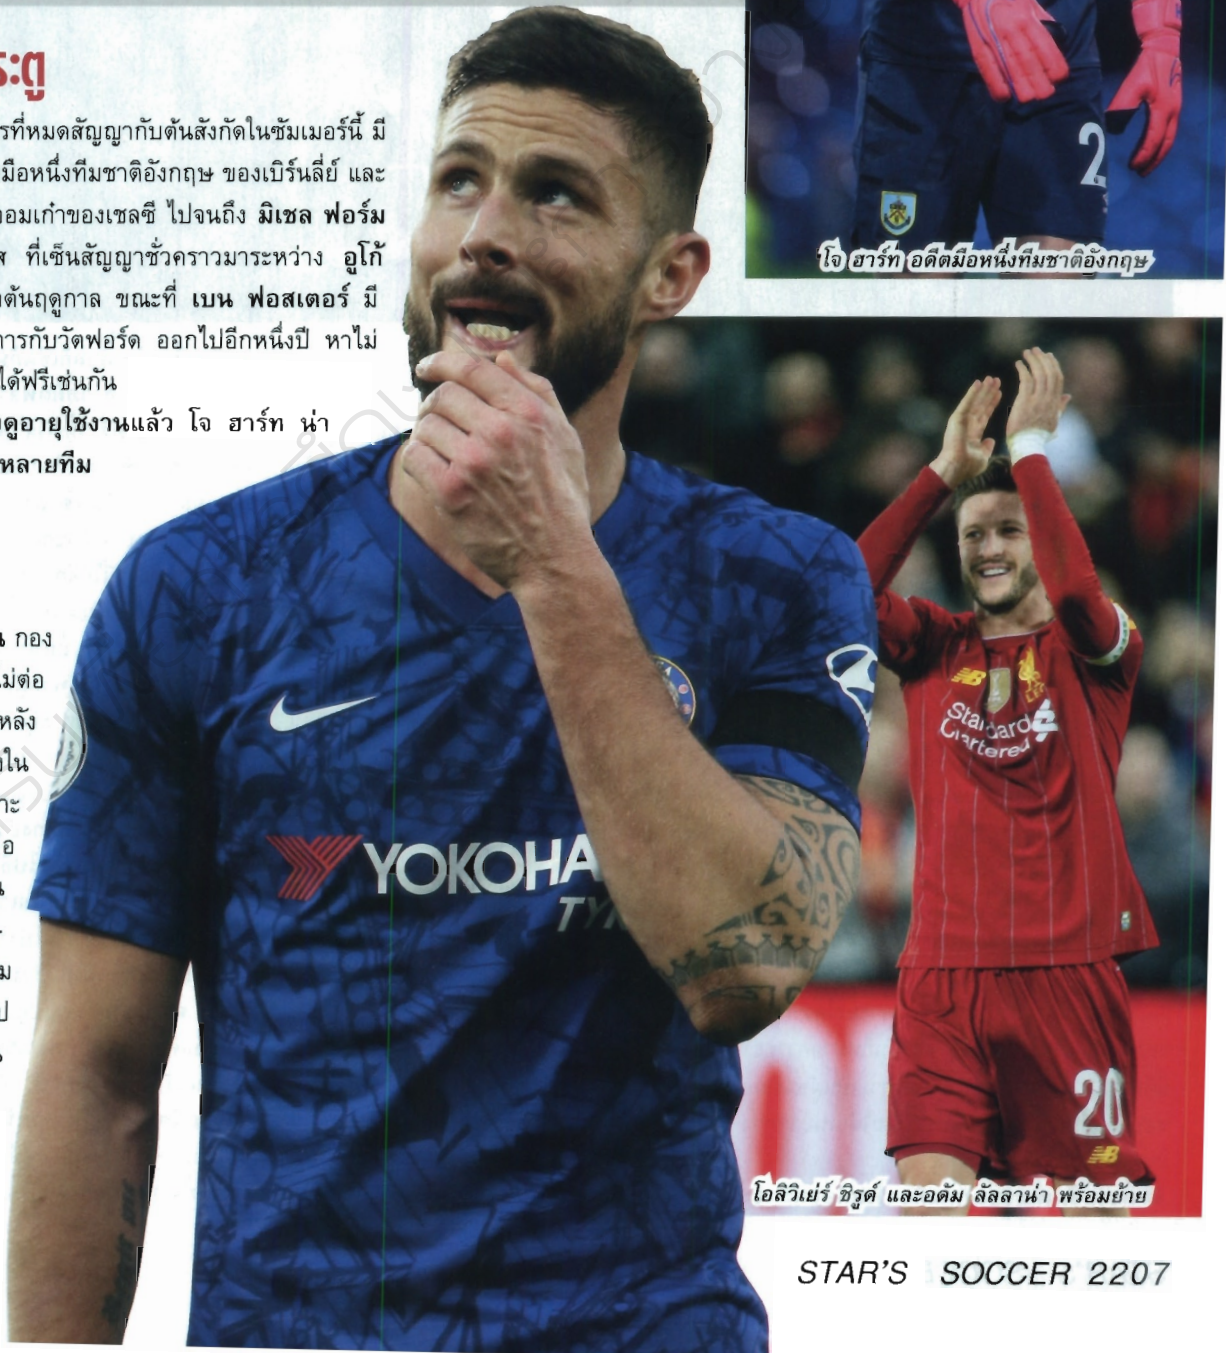 ระตู
รที่หมดสัญญากับต้นสังกัดในซัมเมอร์นี้ มี
มือหนึ่งทีมชาติอังกฤษ ของเบิร์นลี่ย์ และ
อมเก๋าของเชลซี ไปจนถึง มิเชล ฟอร์ม
ส ที่เซ็นสัญญาชั่วคราวมาระหว่าง อูโก้
ต้นฤดูกาล ขณะที่ เบน ฟอสเตอร์ มี
การกับวัตฟอร์ด ออกไปอีกหนึ่งปี หาไม่
ได้ฟรีเช่นกัน
ดูอายุใช้งานแล้ว โจ ฮาร์ท น่า
หลายทีม
กอง
ม่ต่อ
หลัง
ใน
าะ
อ
น
ม
ป
2
โจ ฮาร์ท อดีตมือหนึ่งทีมชาติอังกฤษ
YOKOHA
TY
Standard
Chartered
20
NB
โอลิวิเย่ร์ ชิรูด์ และอดัม ลัลลาน่า พร้อมย้าย
STAR'S SOCCER 2207